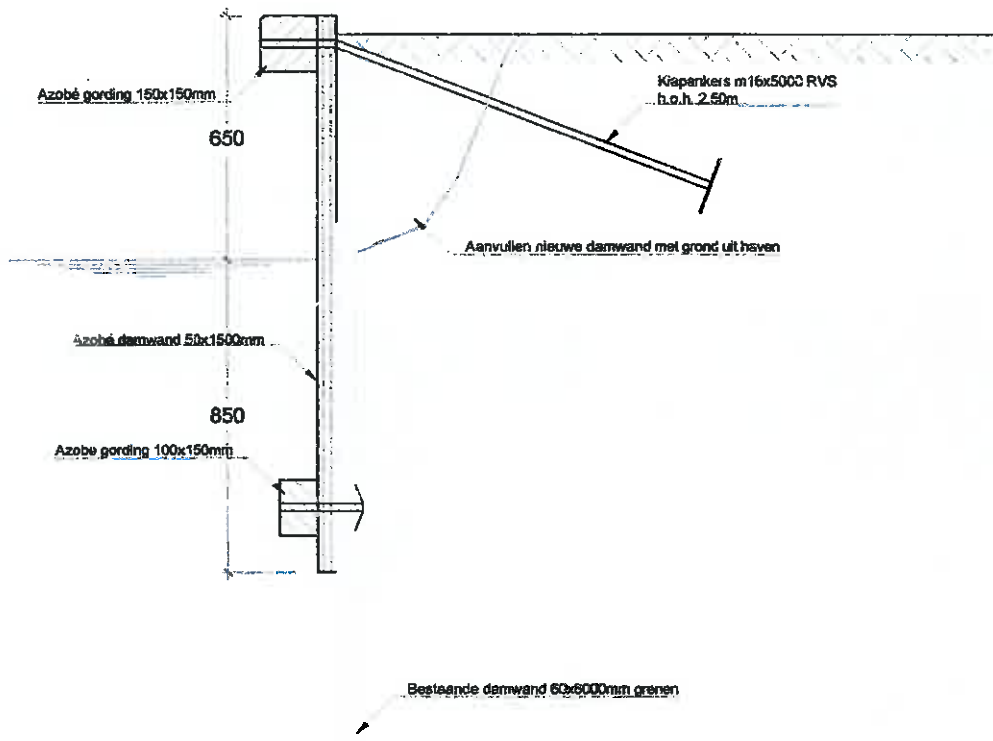 Azobé gording 150x150mm
650
Klapankers m16x5000 RVS
h.o.h. 2.50m
Aanvullen nieuwe damwand met grond uit haven
Azobé damwand 50x1500mm
850
Azobe gording 100x150mm
Bestaande damwand 60x6000mm grenen